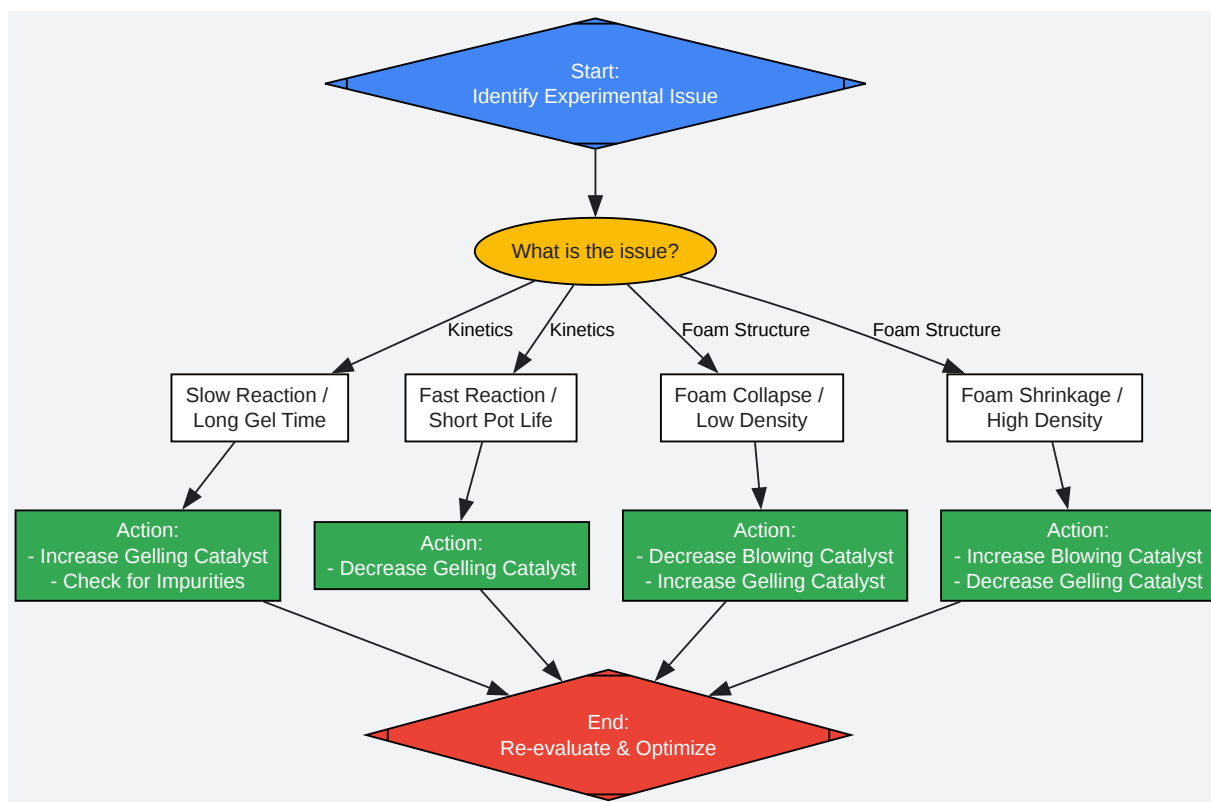 Start:
Identify Experimental Issue
What is the issue?
Kinetics
Kinetics
Foam Structure
Foam Structure
Slow Reaction /
Long Gel Time
Fast Reaction /
Short Pot Life
Foam Collapse /
Low Density
Foam Shrinkage /
High Density
Action:
- Increase Gelling Catalyst
- Check for Impurities
Action:
- Decrease Gelling Catalyst
Action:
- Decrease Blowing Catalyst
- Increase Gelling Catalyst
Action:
- Increase Blowing Catalyst
- Decrease Gelling Catalyst
End:
Re-evaluate & Optimize